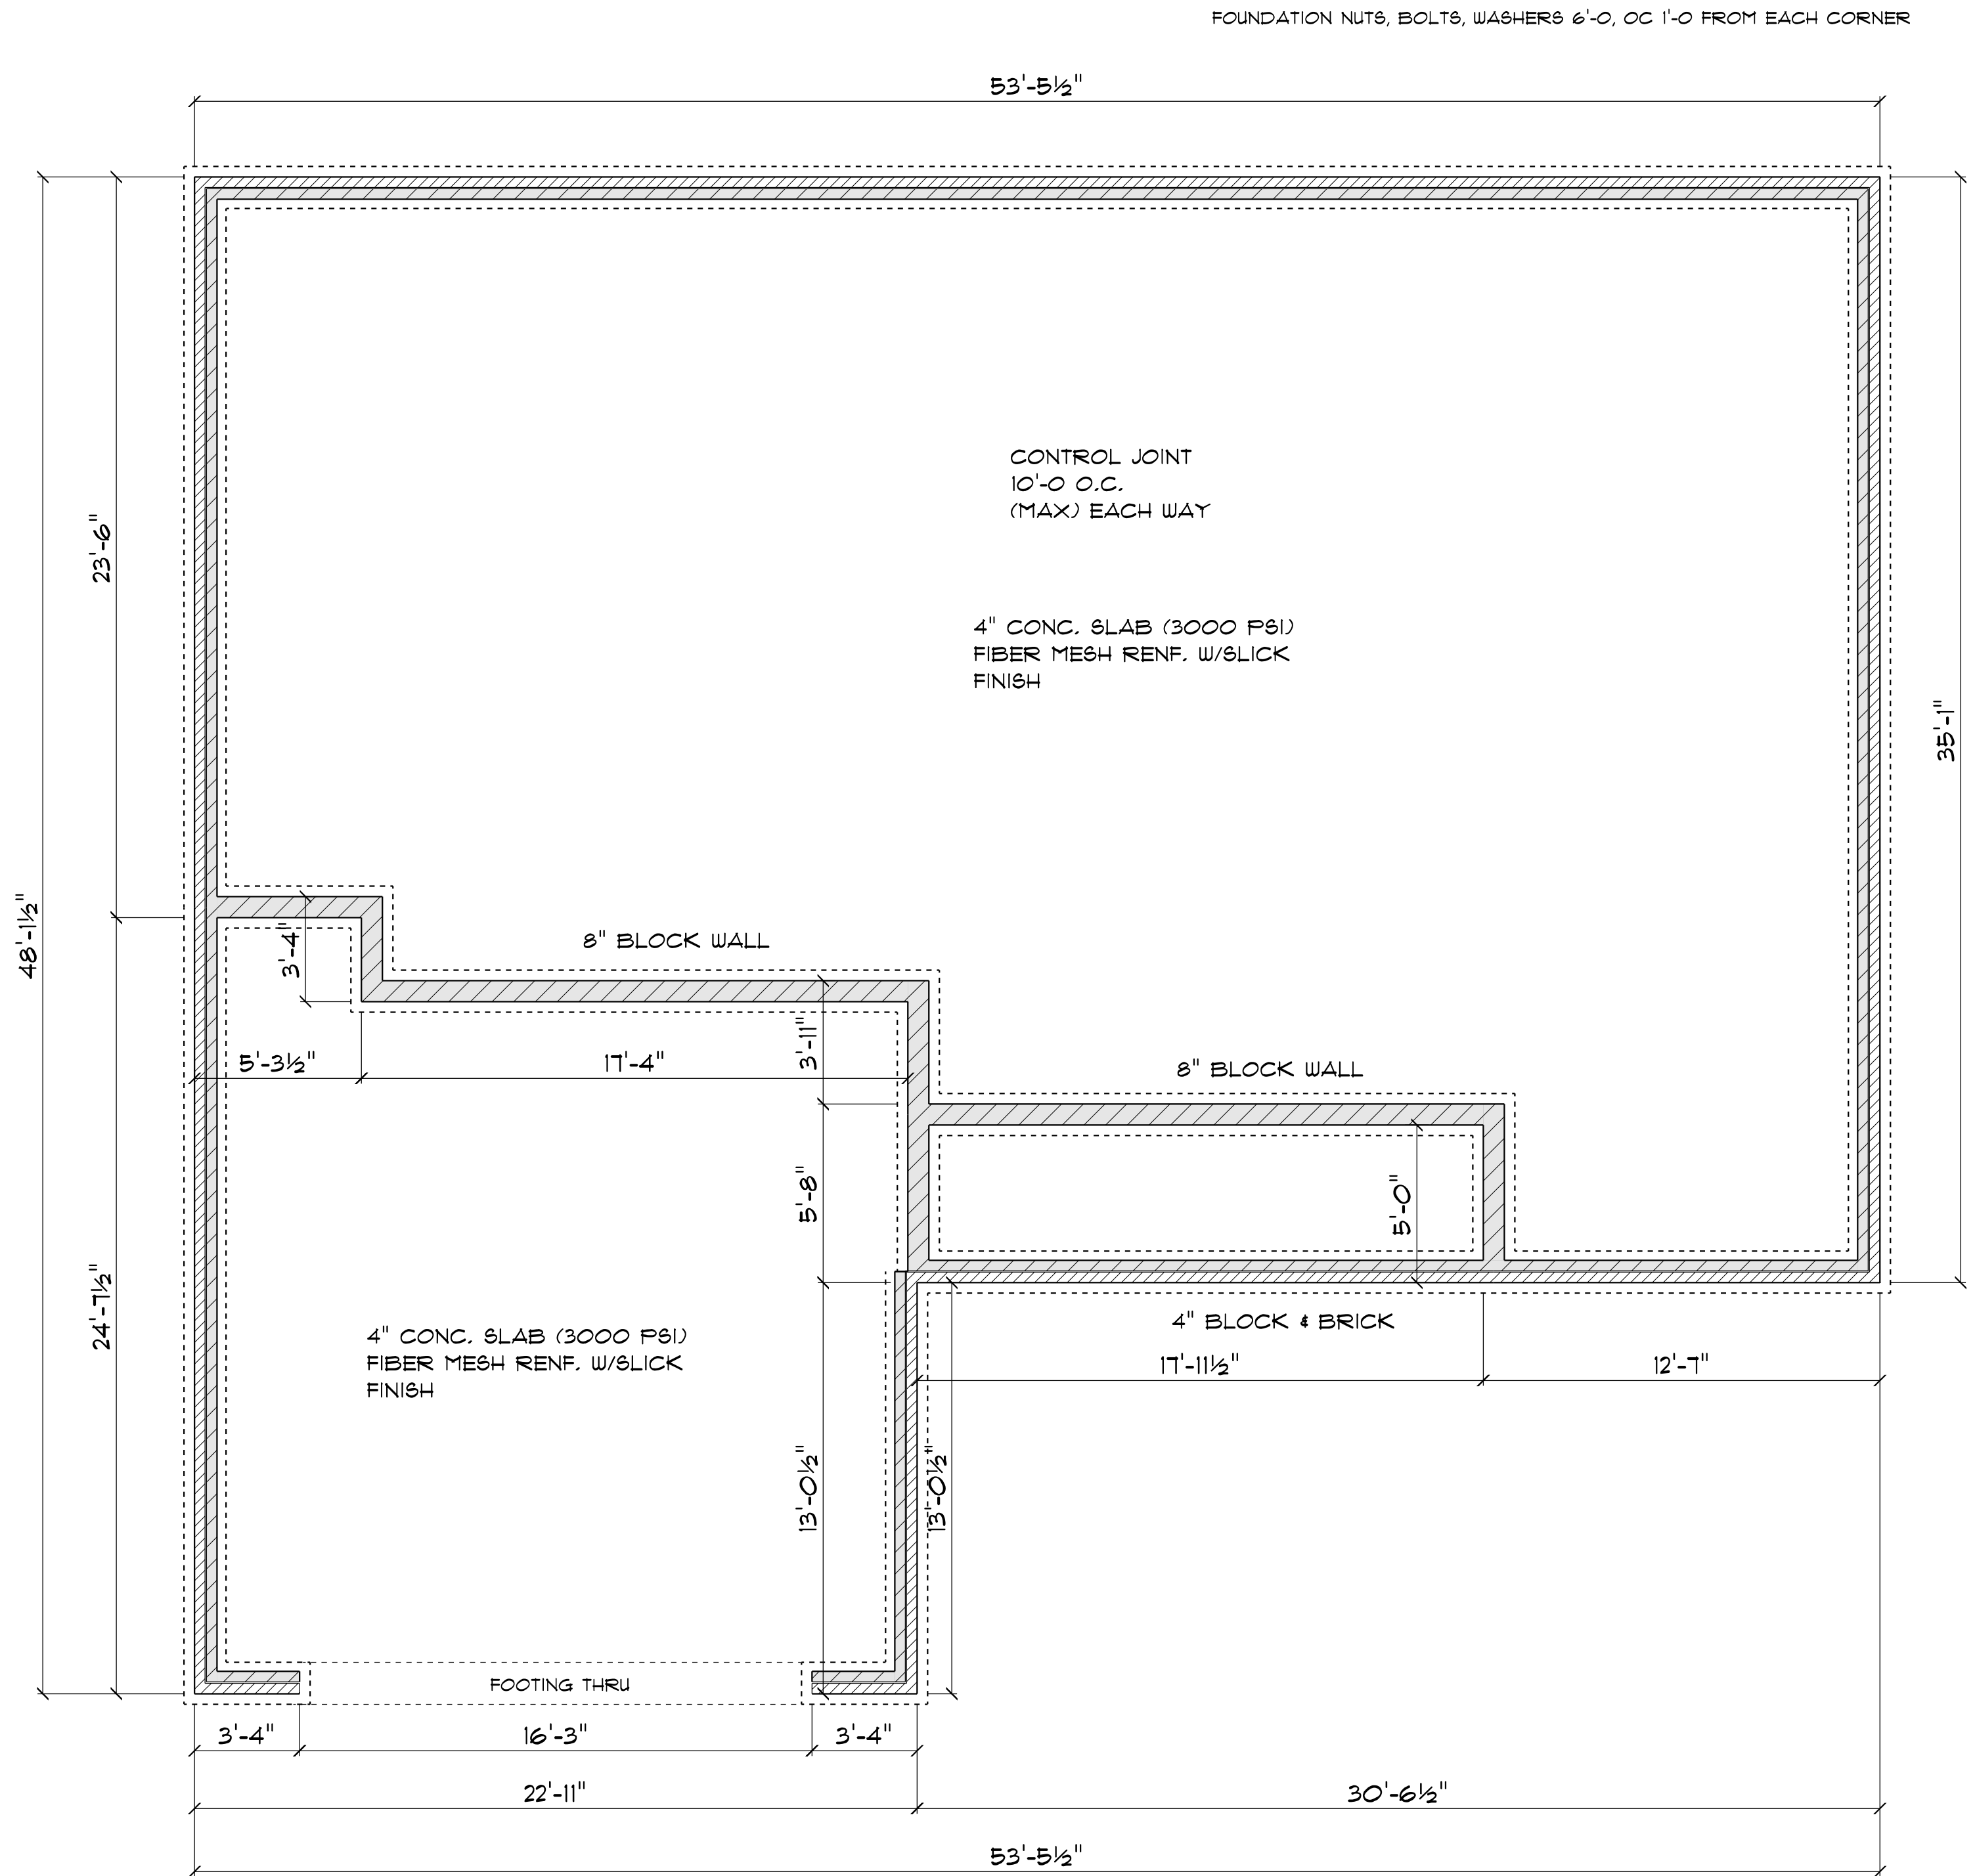 FOUNDATION NUTS, BOLTS, WASHERS 6'-0, OC 1'-0 FROM EACH CORNER
53'-5½"
CONTROL JOINT
10'-0 O.C.
(MAX) EACH WAY
23'-6"
4" CONC. SLAB (3000 PSI)
FIBER MESH RENF. W/SLICK
FINISH
35'-1"
48'-1½"
3'-4"
8" BLOCK WALL
5'-3½"
17'-4"
3'-11"
8" BLOCK WALL
5'-8"
5'-0"
24'-7½"
4" CONC. SLAB (3000 PSI)
FIBER MESH RENF. W/SLICK
FINISH
4" BLOCK & BRICK
17'-11½"
12'-7"
13'-0½"
13'-0½"
FOOTING THRU
3'-4"
16'-3"
3'-4"
22'-11"
30'-6½"
53'-5½"